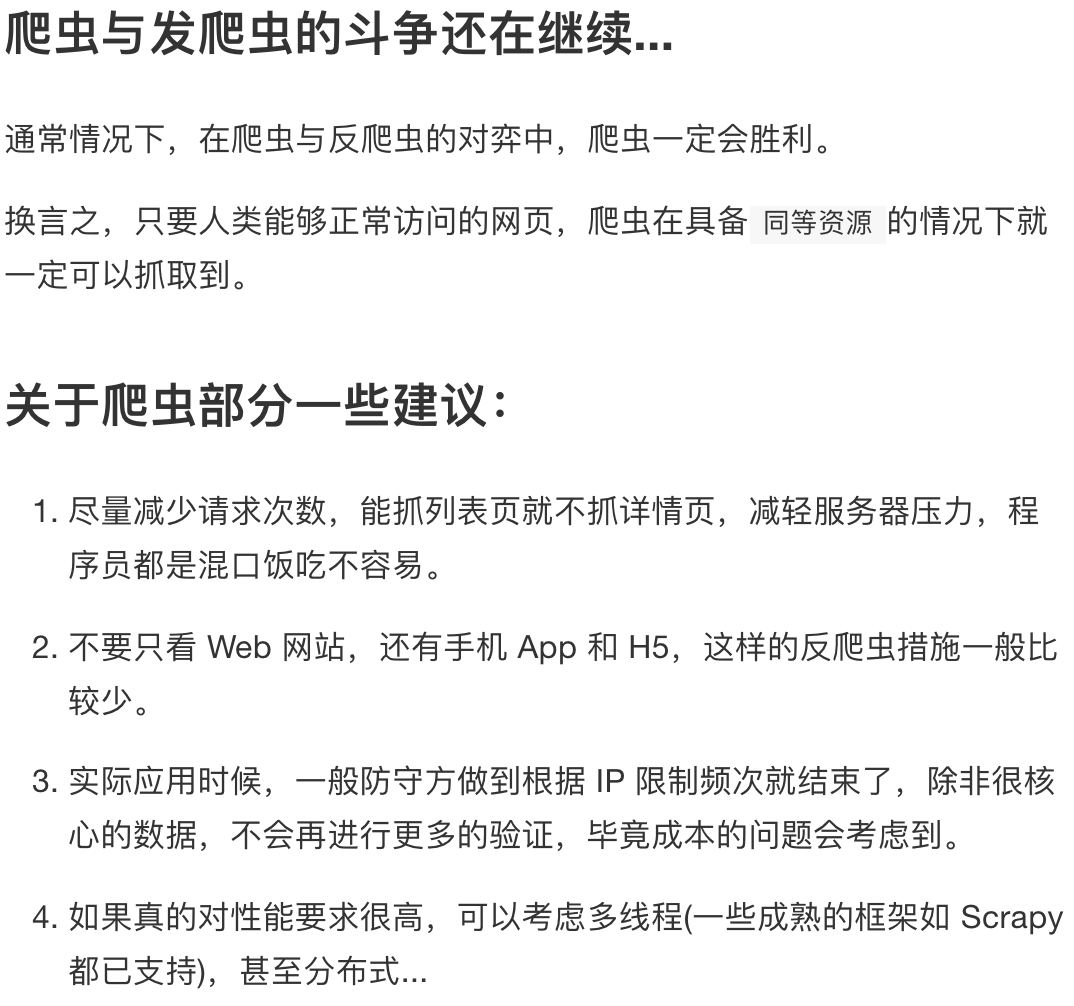 爬虫与发爬虫的斗争还在继续...
通常情况下，在爬虫与反爬虫的对弈中，爬虫一定会胜利。
换言之，只要人类能够正常访问的网页，爬虫在具备 同等资源 的情况下就
一定可以抓取到。
关于爬虫部分一些建议：
1. 尽量减少请求次数，能抓列表页就不抓详情页，减轻服务器压力，程
序员都是混口饭吃不容易。
2. 不要只看 Web 网站，还有手机 App 和 H5，这样的反爬虫措施一般比
较少。
3. 实际应用时候，一般防守方做到根据 IP 限制频次就结束了，除非很核
心的数据，不会再进行更多的验证，毕竟成本的问题会考虑到。
4. 如果真的对性能要求很高，可以考虑多线程(一些成熟的框架如 Scrapy
都已支持)，甚至分布式...